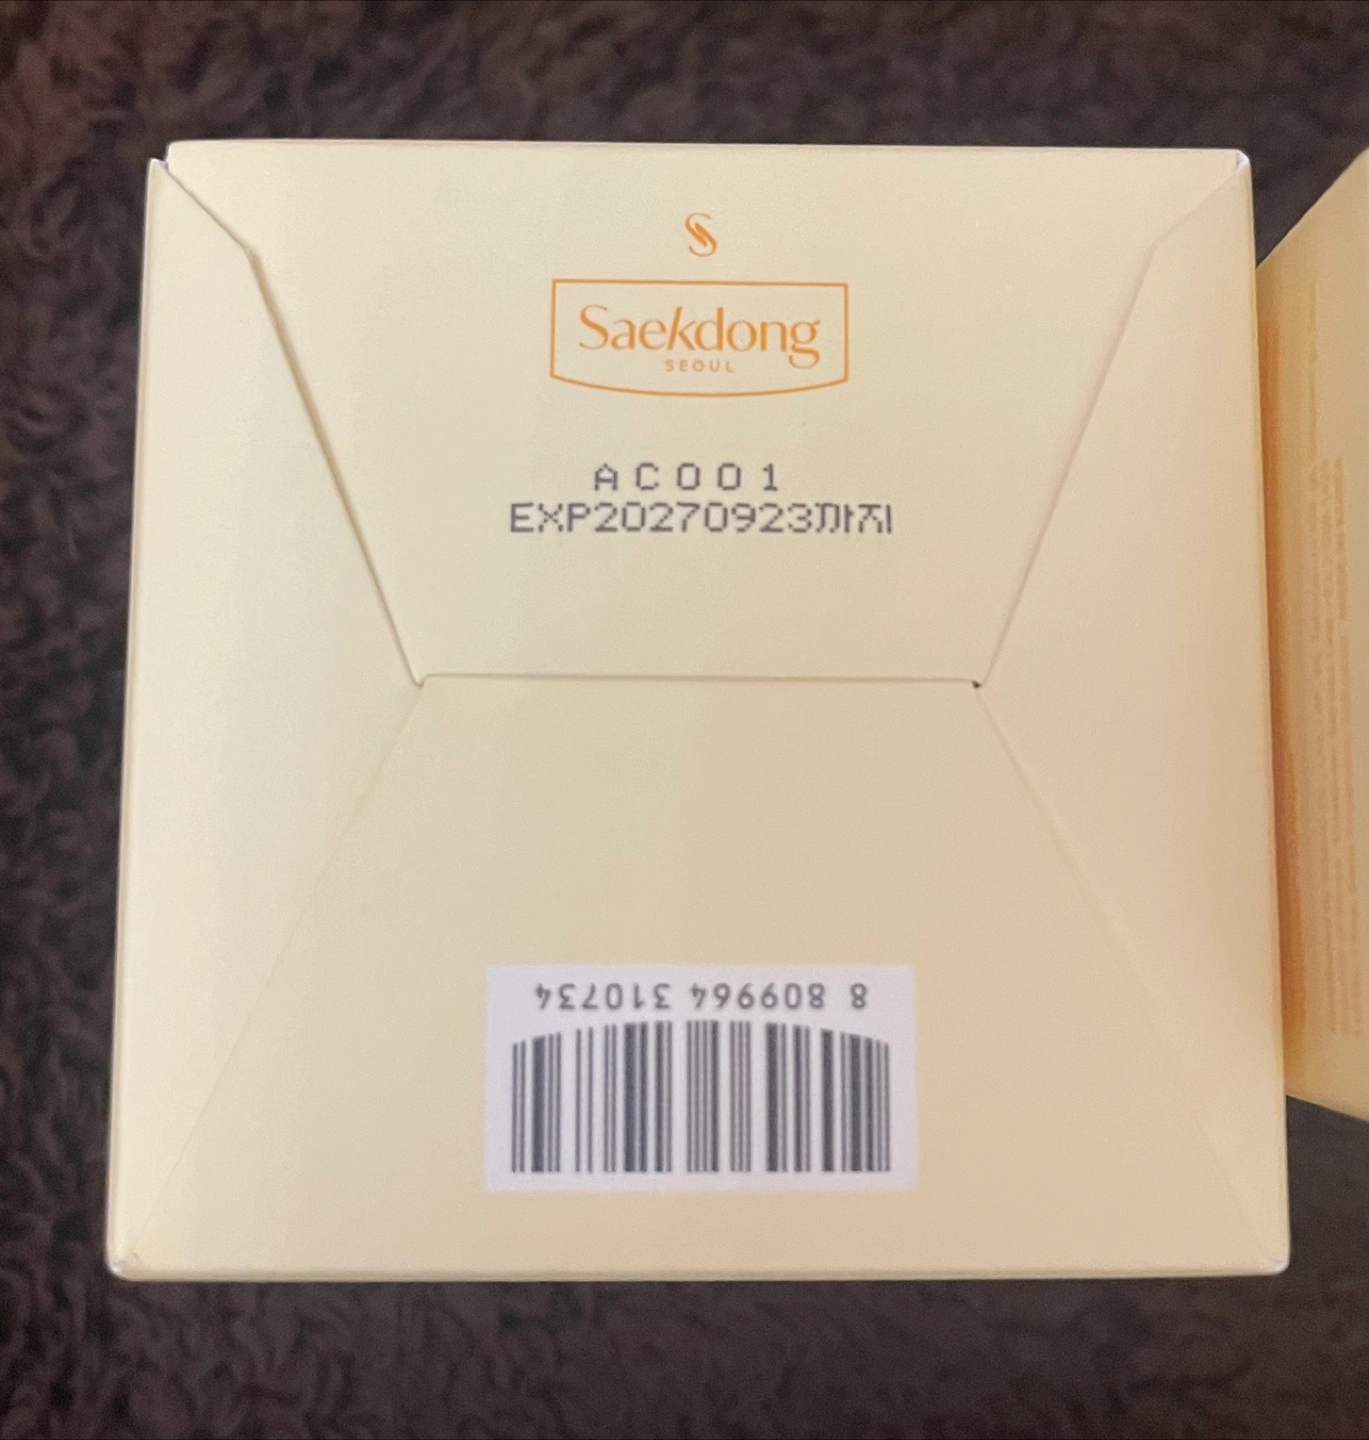 S
Saekdong
SEOUL
AC001
EXP20270923까지
8 809964 310734